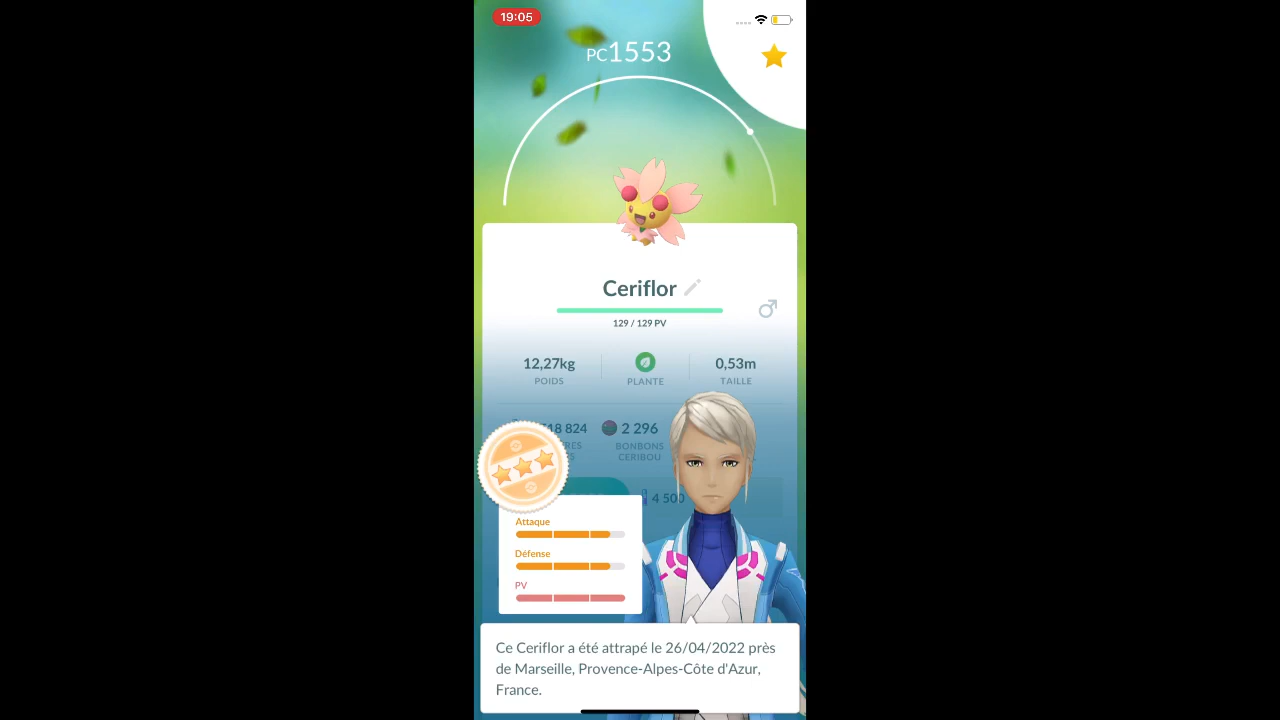 19:05
PC1553
Ceriflor
129 / 129 PV
12,27kg
POIDS
PLANTE
0,53m
TAILLE
718 824
2 296
BONBONS
CERIBOU
4 500
Attaque
Défense
PV
Ce Ceriflor a été attrapé le 26/04/2022 près
de Marseille, Provence-Alpes-Côte d'Azur,
France.